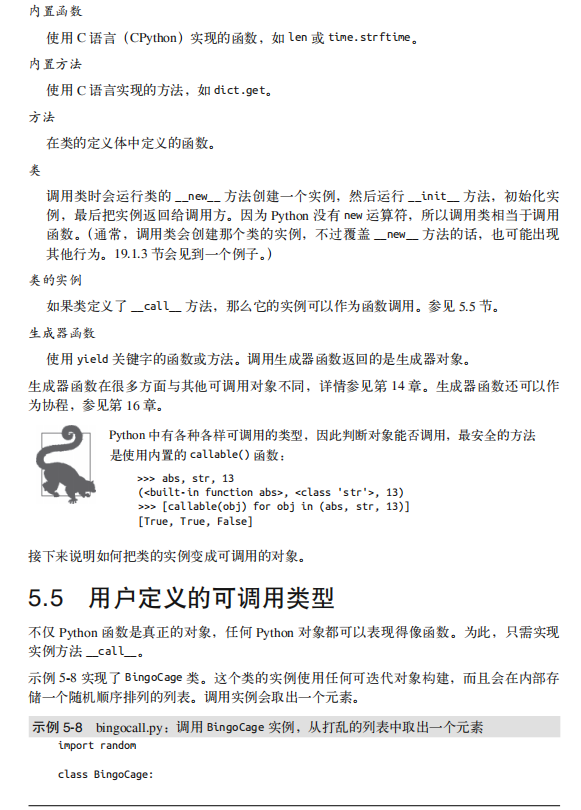 内置函数
使用 C 语言（CPython）实现的函数，如 len 或 time.strftime。
内置方法
使用 C 语言实现的方法，如 dict.get。
方法
在类的定义体中定义的函数。
类
调用类时会运行类的 __new__ 方法创建一个实例，然后运行 __init__ 方法，初始化实
例，最后把实例返回给调用方。因为 Python 没有 new 运算符，所以调用类相当于调用
函数。（通常，调用类会创建那个类的实例，不过覆盖 __new__ 方法的话，也可能出现
其他行为。19.1.3 节会见到一个例子。）
类的实例
如果类定义了 __call__ 方法，那么它的实例可以作为函数调用。参见 5.5 节。
生成器函数
使用 yield 关键字的函数或方法。调用生成器函数返回的是生成器对象。
生成器函数在很多方面与其他可调用对象不同，详情参见第 14 章。生成器函数还可以作
为协程，参见第 16 章。
Python 中有各种各样可调用的类型，因此判断对象能否调用，最安全的方法
是使用内置的 callable() 函数：
>>> abs, str, 13
(<built-in function abs>, <class 'str'>, 13)
>>> [callable(obj) for obj in (abs, str, 13)]
[True, True, False]
接下来说明如何把类的实例变成可调用的对象。
5.5 用户定义的可调用类型
不仅 Python 函数是真正的对象，任何 Python 对象都可以表现得像函数。为此，只需实现
实例方法 __call__。
示例 5-8 实现了 BingoCage 类。这个类的实例使用任何可迭代对象构建，而且会在内部存
储一个随机顺序排列的列表。调用实例会取出一个元素。
示例 5-8 bingocall.py：调用 BingoCage 实例，从打乱的列表中取出一个元素
import random
class BingoCage: